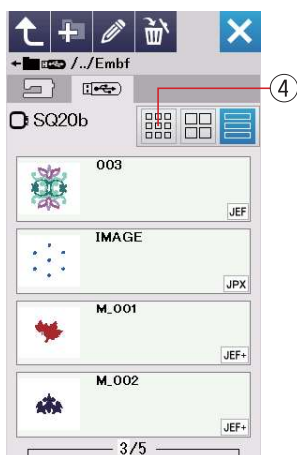 /../Embf
④
SQ20b
003
JEF
IMAGE
JPX
M_001
JEF+
M_002
JEF+
3/5